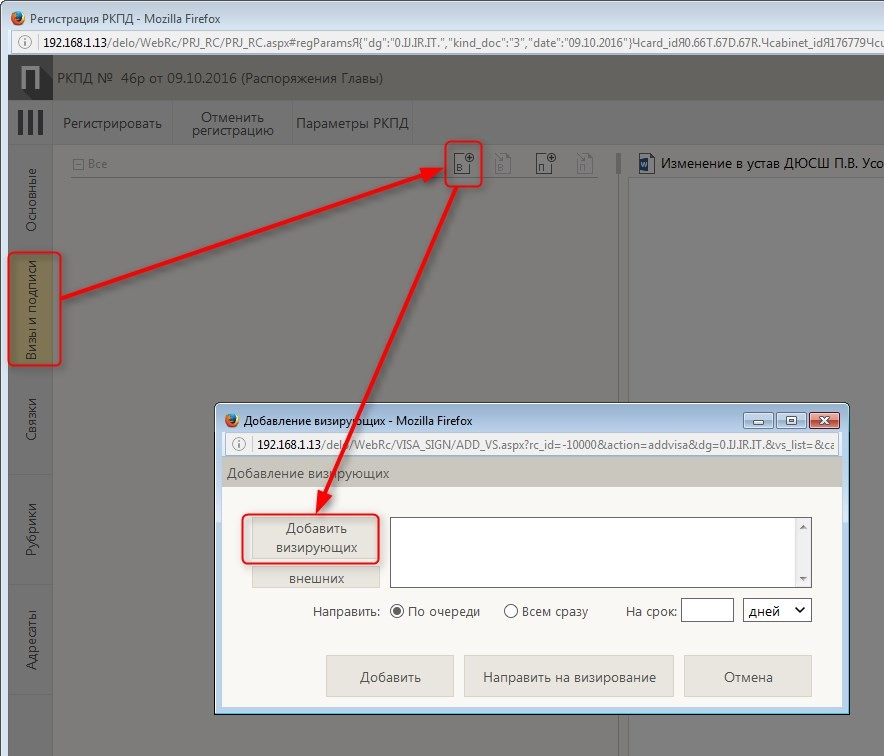 Регистрация РКПД - Mozilla Firefox
192.168.1.13/delo/WebRc/PRJ_RC/PRJ_RC.aspx#regParamsЯ{"dg":"0.IJ.IR.IT.","kind_doc":"3","date":"09.10.2016"}Чcard_idЯ0.66T.67D.67R.Чcabinet_idЯ176779Чcu
П
РКПД № 46р от 09.10.2016 (Распоряжения Главы)
Регистрировать
Отменить
регистрацию
Параметры РКПД
Все
В
В
П
П
Изменение в устав ДЮСШ П.В. Усо
Основные
Визы и подписи
Связки
Рубрики
Адресаты
Добавление визирующих - Mozilla Firefox
192.168.1.13/delo/WebRc/VISA_SIGN/ADD_VS.aspx?rc_id=-10000&action=addvisa&dg=0.IJ.IR.IT.&vs_list=&ca
Добавление визирующих
Добавить
визирующих
внешних
Направить: По очереди Всем сразу На срок: дней
Добавить
Направить на визирование
Отмена